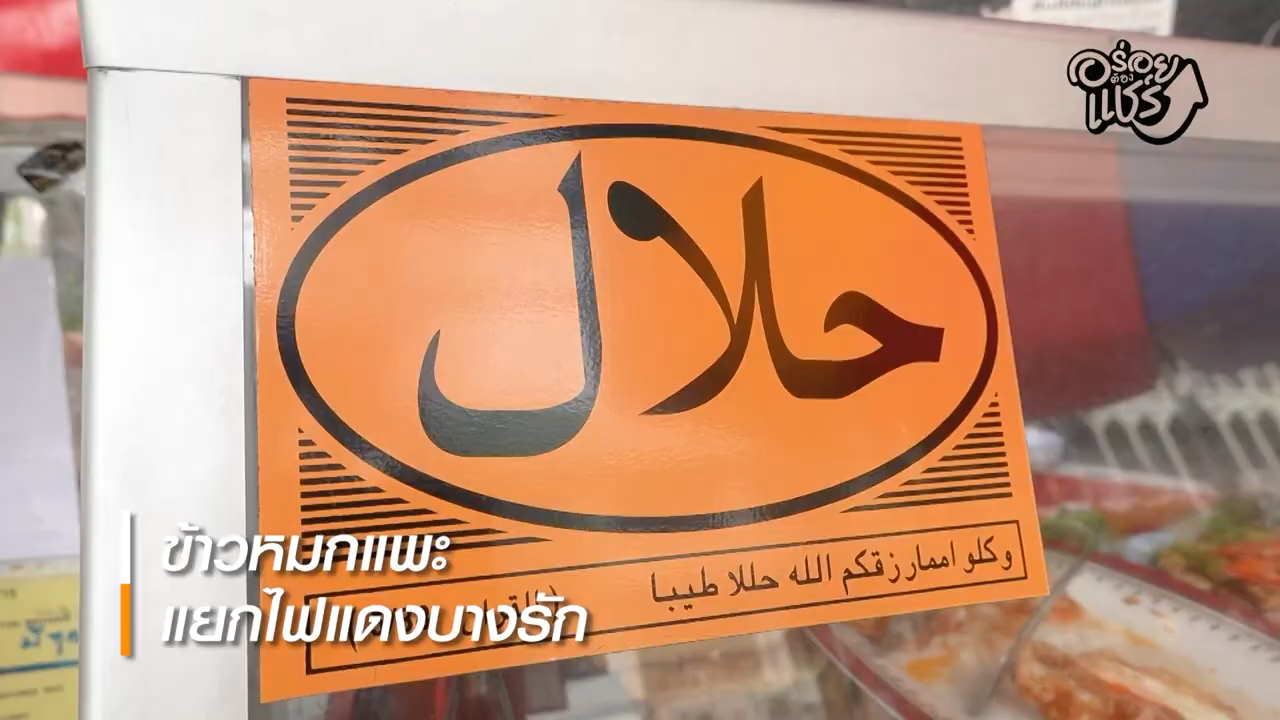 อร่อย
ต้อง
แชร์
حلال
وكلو اممارزقكم الله حللا طيبا
ข้าวหมกแพะ
แยกไฟแดงบางรัก